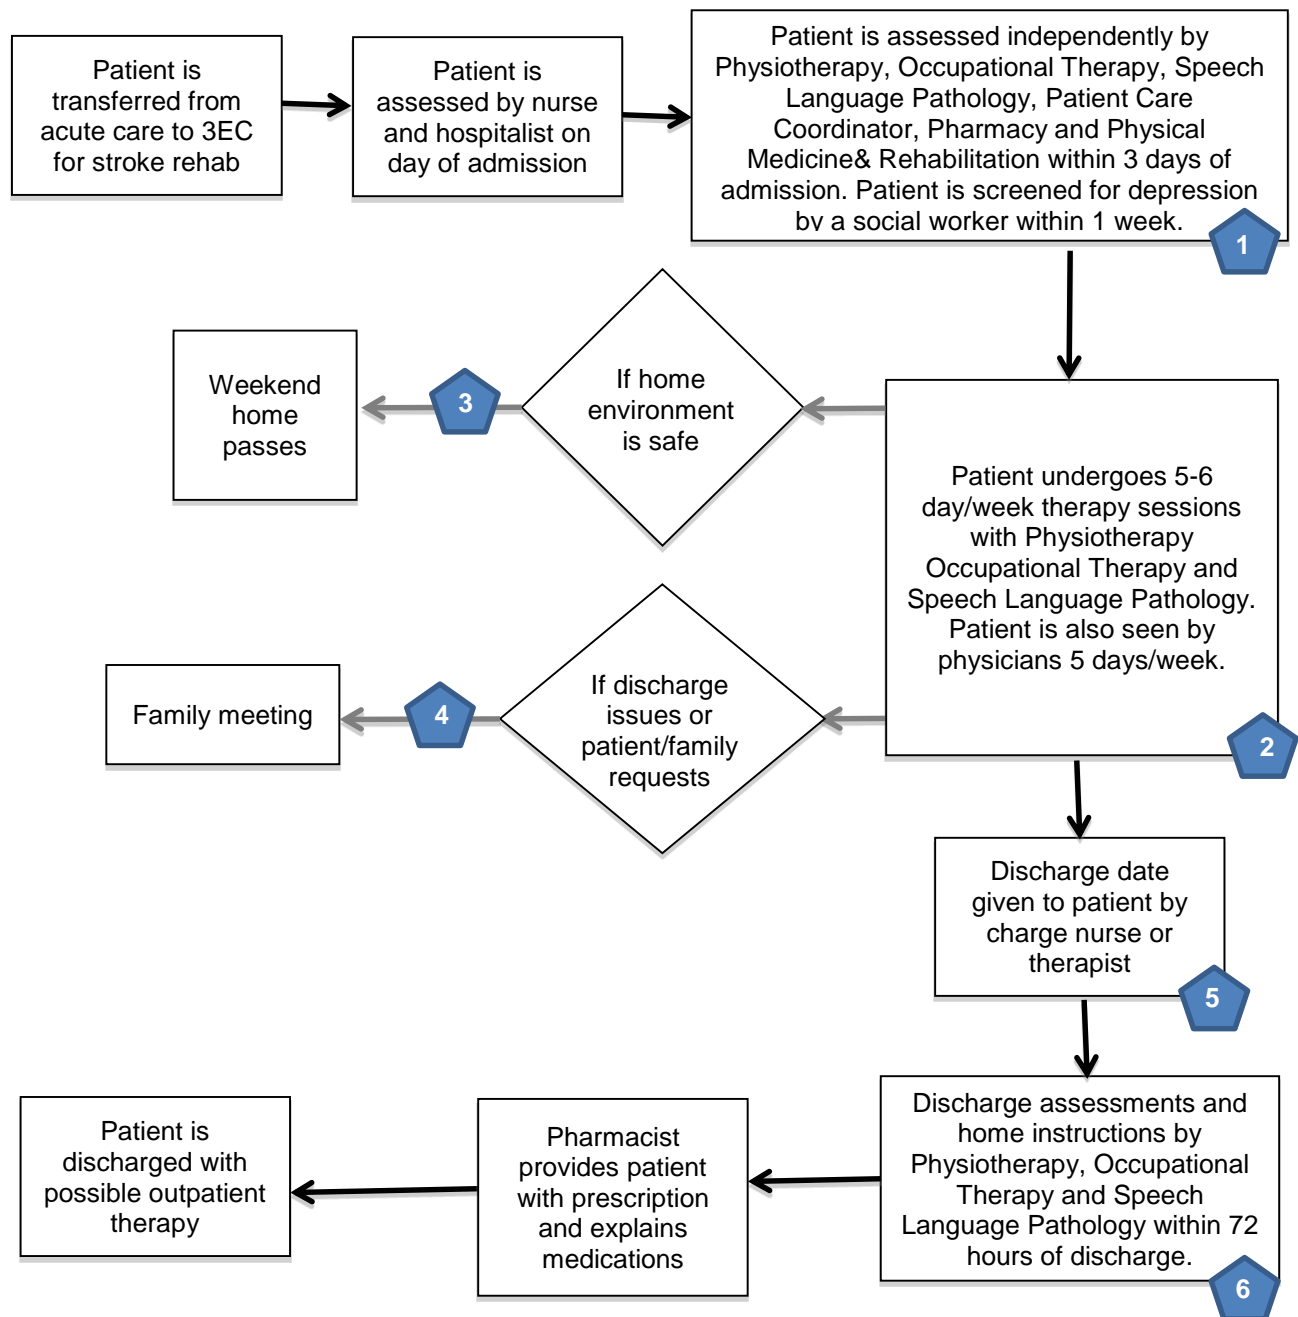 Patient is
transferred from
acute care to 3EC
for stroke rehab
Patient is
assessed by nurse
and hospitalist on
day of admission
Patient is assessed independently by
Physiotherapy, Occupational Therapy, Speech
Language Pathology, Patient Care
Coordinator, Pharmacy and Physical
Medicine& Rehabilitation within 3 days of
admission. Patient is screened for depression
by a social worker within 1 week.
1
Weekend
home
passes
3
If home
environment
is safe
Patient undergoes 5-6
day/week therapy sessions
with Physiotherapy
Occupational Therapy and
Speech Language Pathology.
Patient is also seen by
physicians 5 days/week.
2
Family meeting
4
If discharge
issues or
patient/family
requests
Discharge date
given to patient by
charge nurse or
therapist
5
Discharge assessments and
home instructions by
Physiotherapy, Occupational
Therapy and Speech
Language Pathology within 72
hours of discharge.
6
Pharmacist
provides patient
with prescription
and explains
medications
Patient is
discharged with
possible outpatient
therapy